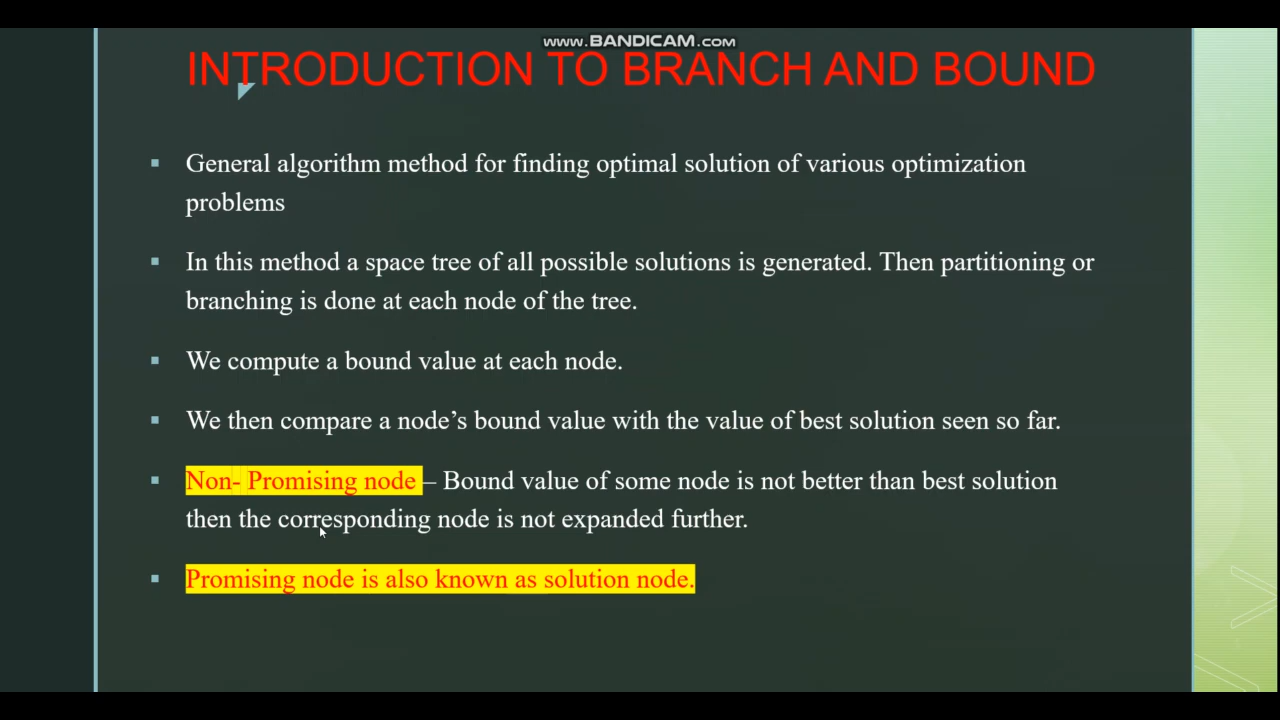 www.BANDICAM.com
INTRODUCTION TO BRANCH AND BOUND
▪ General algorithm method for finding optimal solution of various optimization
problems
▪ In this method a space tree of all possible solutions is generated. Then partitioning or
branching is done at each node of the tree.
▪ We compute a bound value at each node.
▪ We then compare a node’s bound value with the value of best solution seen so far.
▪ Non- Promising node – Bound value of some node is not better than best solution
then the corresponding node is not expanded further.
▪ Promising node is also known as solution node.